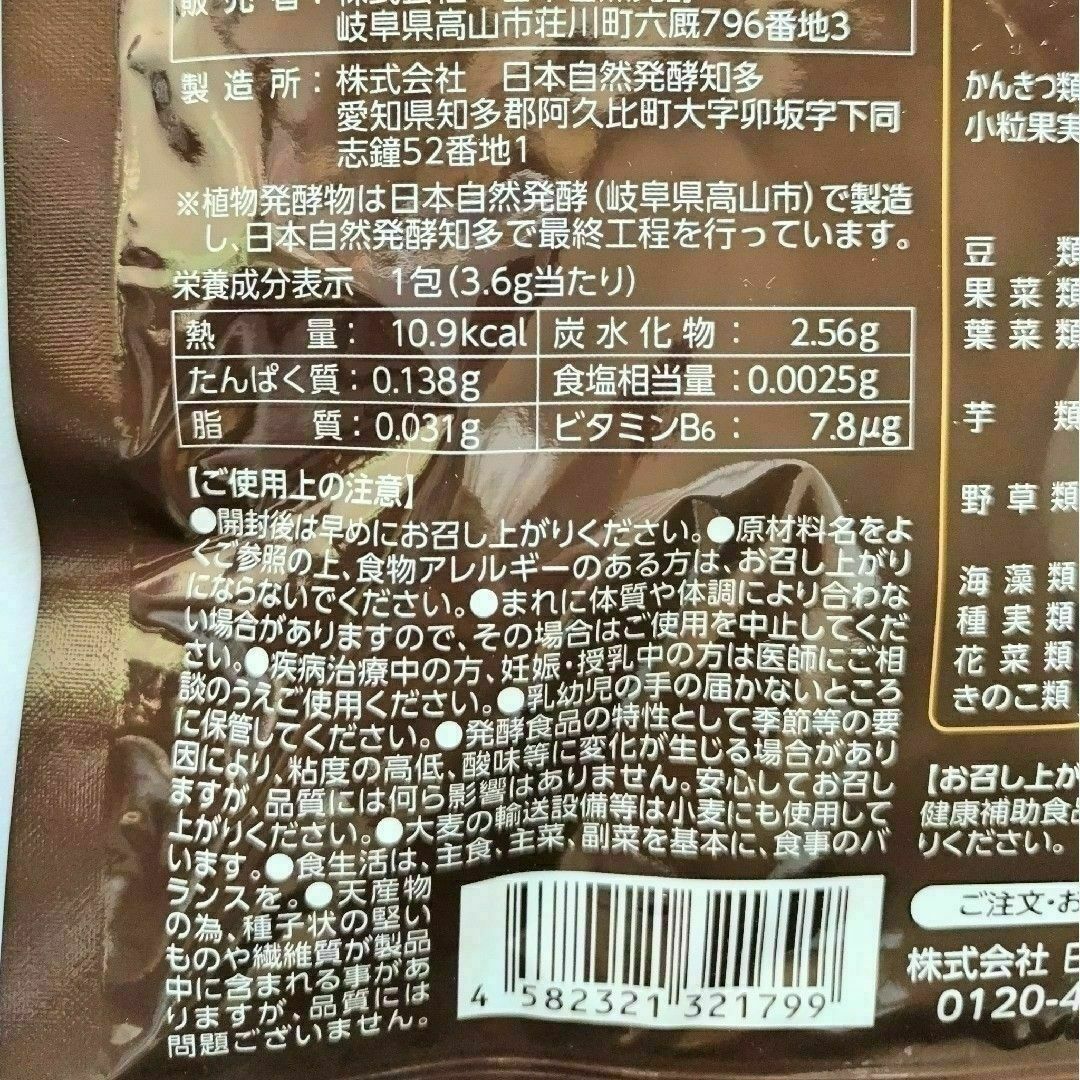 岐阜県高山市荘川町六厩796番地3
製造所：株式会社 日本自然発酵知多
愛知県知多郡阿久比町大字卯坂字下同
志鐘52番地1
※植物発酵物は日本自然発酵(岐阜県高山市)で製造
し、日本自然発酵知多で最終工程を行っています。
栄養成分表示 1包(3.6g当たり)
熱量：10.9kcal 炭水化物：2.56g
たんぱく質：0.138g 食塩相当量：0.0025g
脂質：0.031g ビタミンB6：7.8μg
【ご使用上の注意】
●開封後は早めにお召し上がりください。●原材料名をよ
くご参照の上、食物アレルギーのある方は、お召し上がり
にならないでください。●まれに体質や体調により合わな
い場合がありますので、その場合はご使用を中止してくだ
さい。●疾病治療中の方、妊娠・授乳中の方は医師にご相
談のうえご使用ください。●乳幼児の手の届かないところ
に保管してください。●発酵食品の特性として季節等の要
因により、粘度の高低、酸味等に変化が生じる場合があり
ますが、品質には何ら影響はありません。安心してお召し
上がりください。●大麦の輸送設備等は小麦にも使用して
います。●食生活は、主食、主菜、副菜を基本に、食事のバ
ランスを。●天産物
の為、種子状の堅い
ものや繊維質が製品
中に含まれる事があ
りますが、品質には
問題ございません。
4 582321 321799
かんきつ類
小粒果実
豆類
果菜類
葉菜類
芋類
野草類
海藻類
種実類
花菜類
きのこ類
【お召し上が
健康補助食品
りください。
ご注文・お
株式会社 日
0120-4